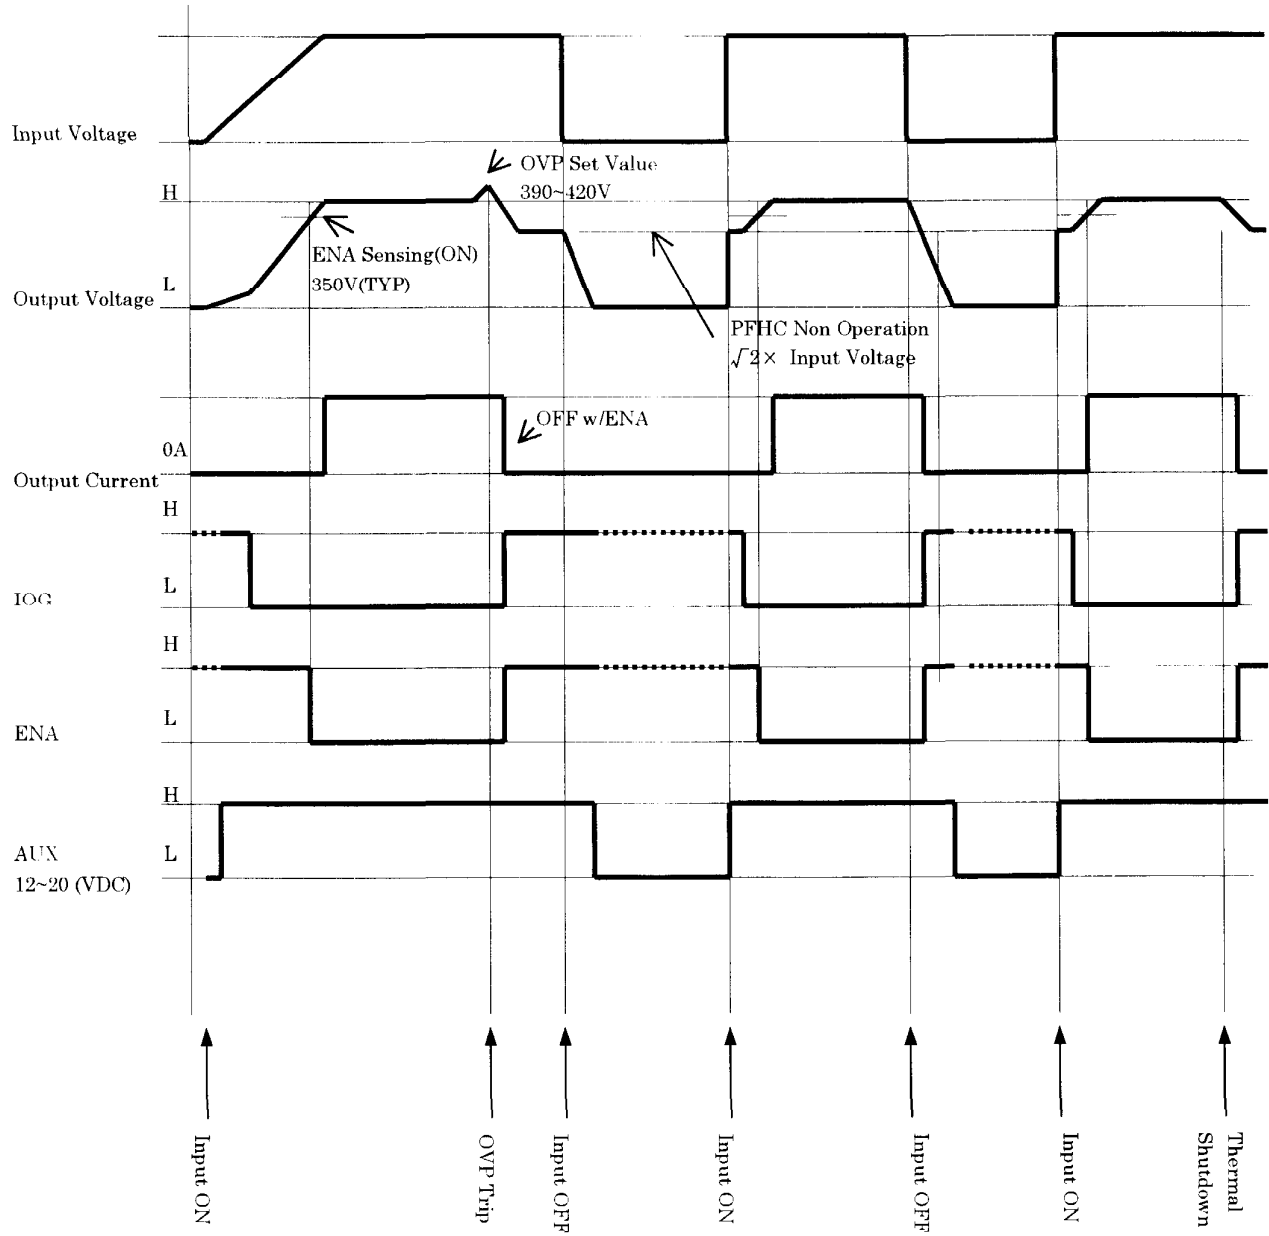 Input Voltage
OVP Set Value
390~420V
H
ENA Sensing(ON)
350V(TYP)
L
Output Voltage
PFHC Non Operation
√2× Input Voltage
OFF w/ENA
0A
Output Current
H
L
IOG
H
L
ENA
H
L
AUX
12~20 (VDC)
Input ON
OVP Trip
Input OFF
Input ON
Input OFF
Input ON
Thermal
Shutdown